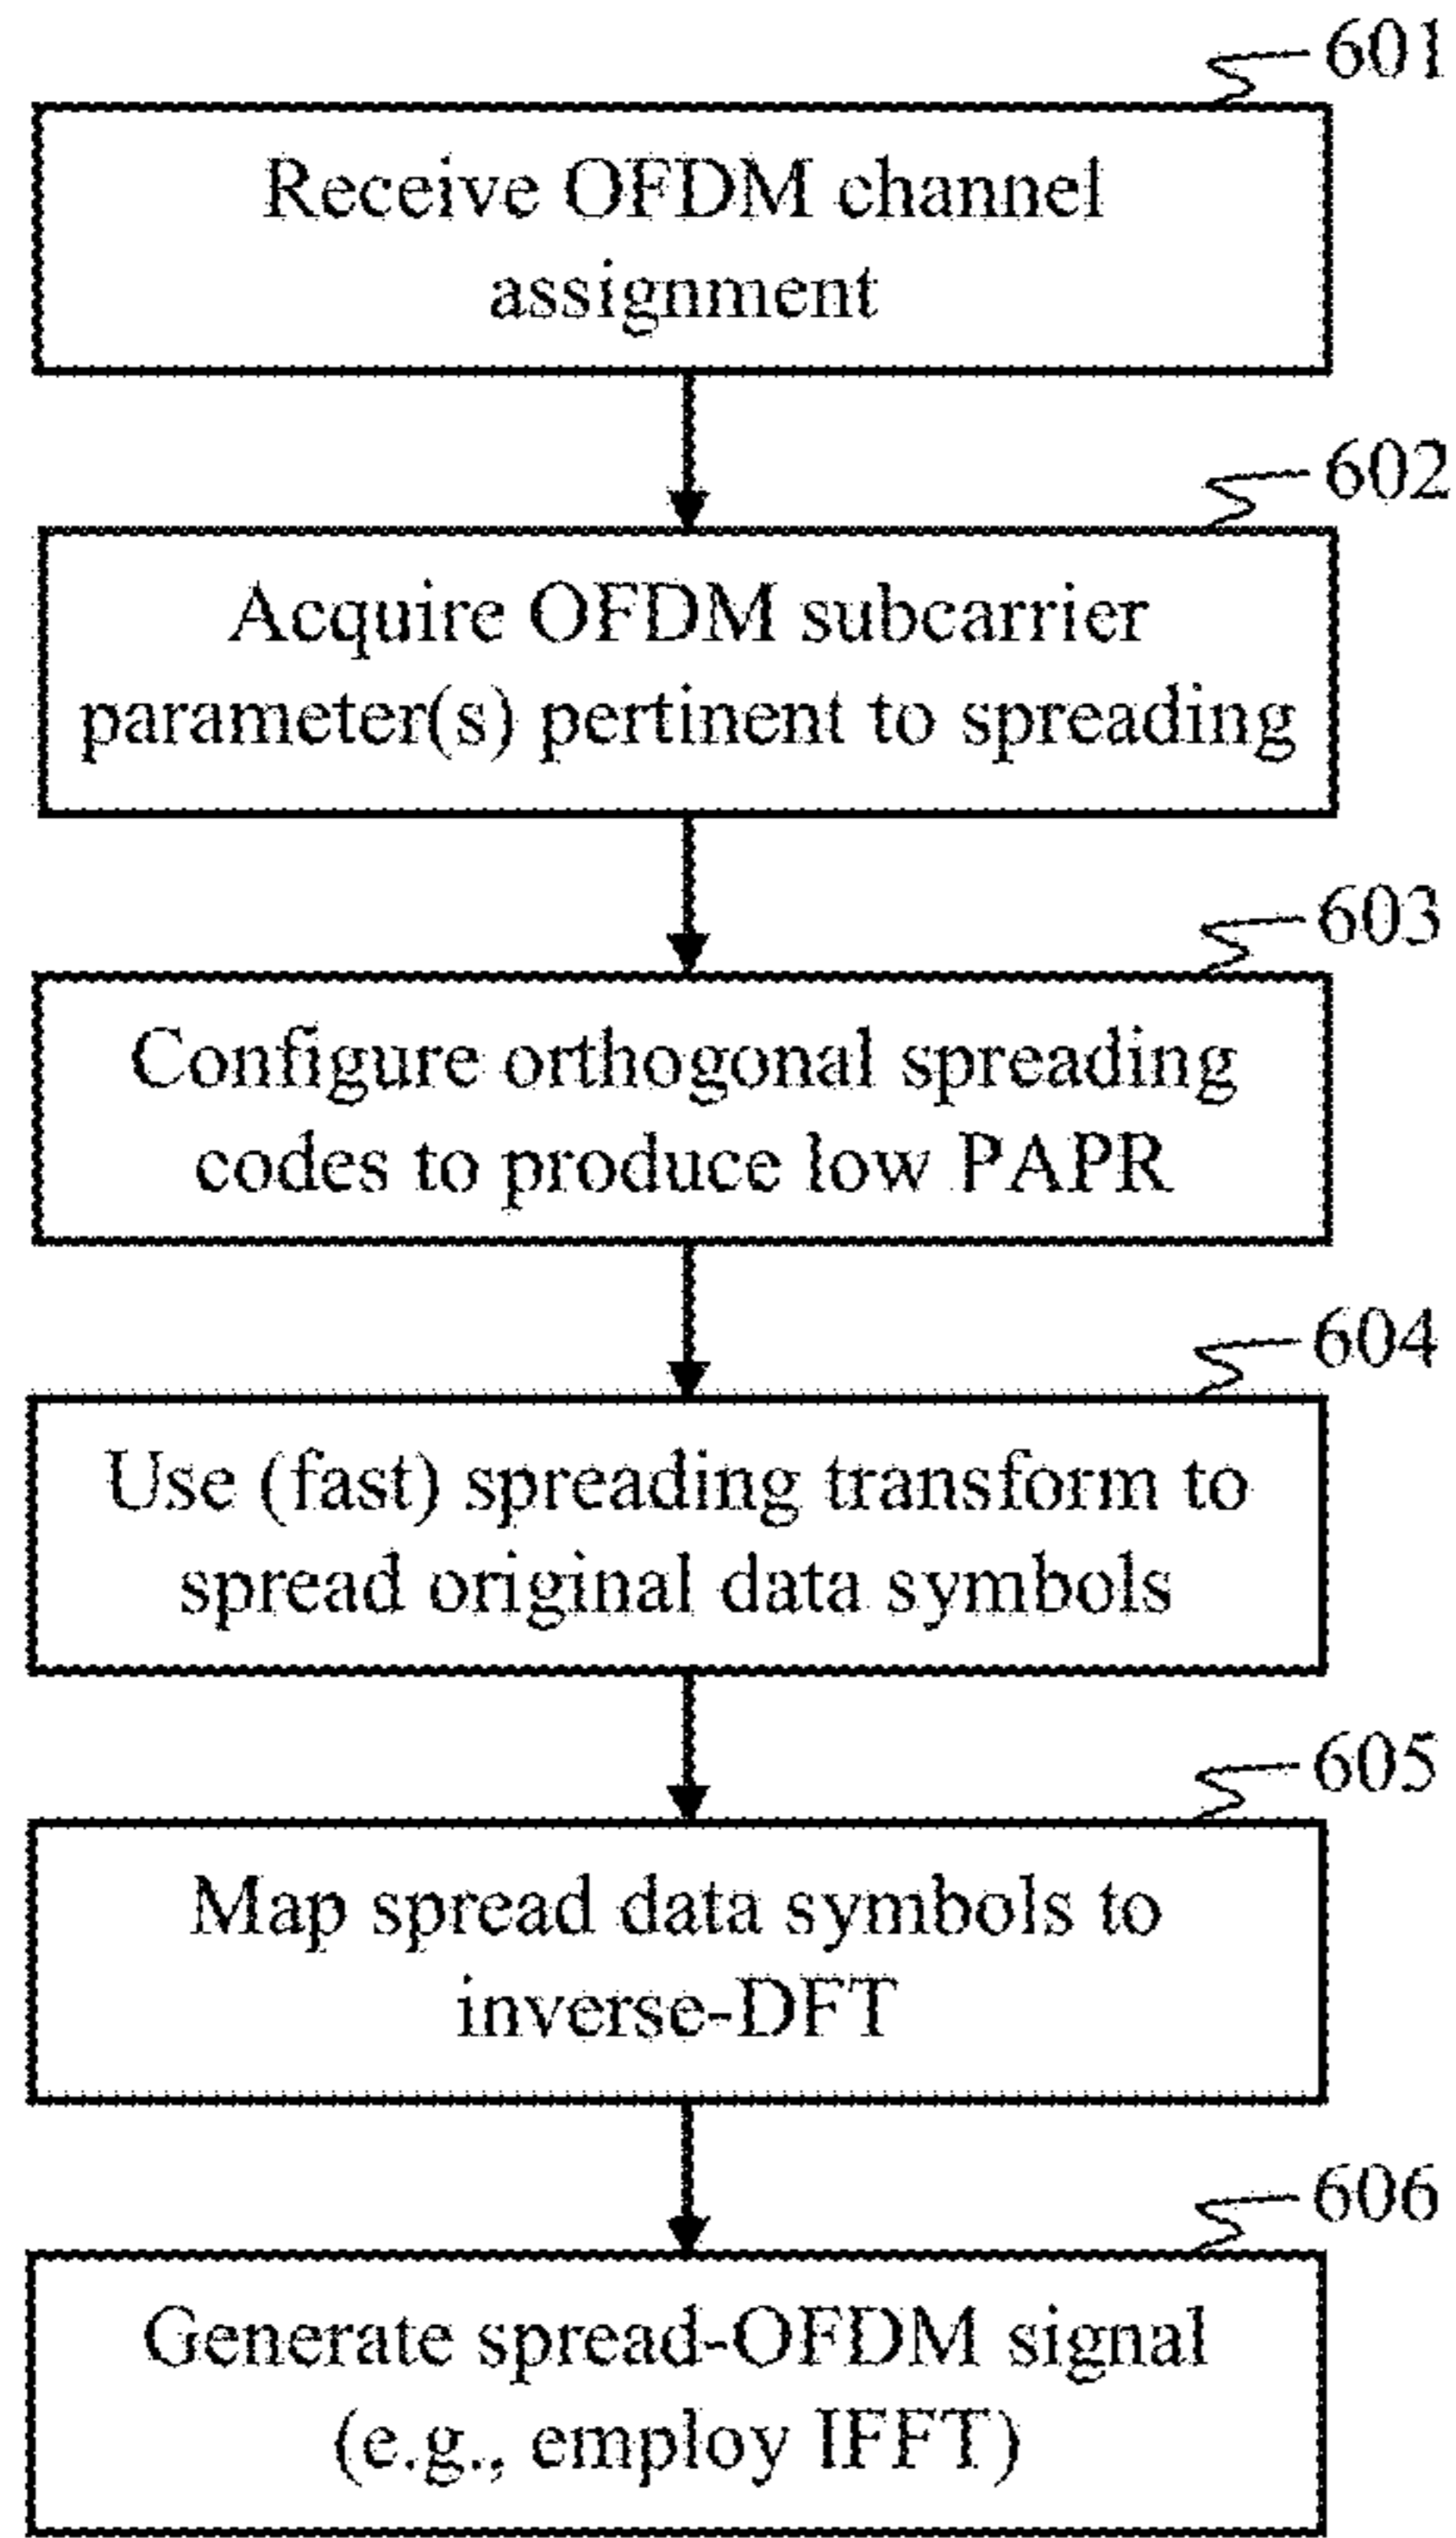 601
Receive OFDM channel
assignment
602
Acquire OFDM subcarrier
parameter(s) pertinent to spreading
603
Configure orthogonal spreading
codes to produce low PAPR
604
Use (fast) spreading transform to
spread original data symbols
605
Map spread data symbols to
inverse-DFT
606
Generate spread-OFDM signal
(e.g., employ IFFT)